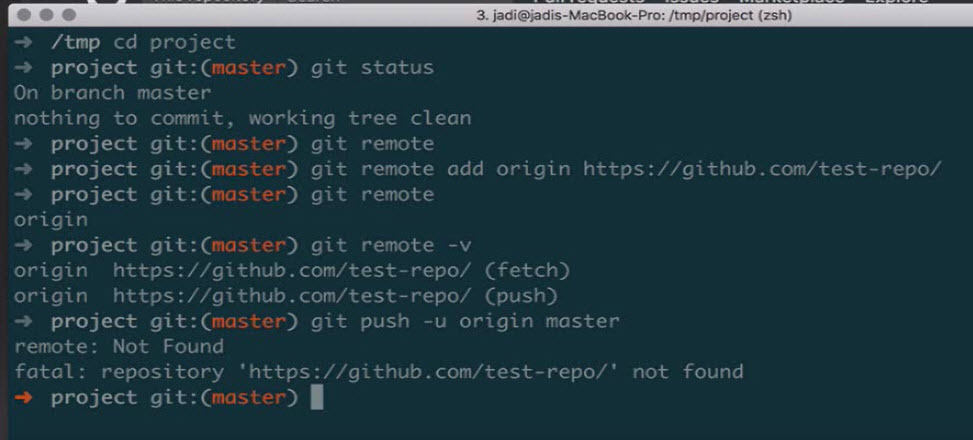 3. jadi@jadis-MacBook-Pro: /tmp/project (zsh)
→ /tmp cd project
→ project git:(master) git status
On branch master
nothing to commit, working tree clean
→ project git:(master) git remote
→ project git:(master) git remote add origin https://github.com/test-repo/
→ project git:(master) git remote
origin
→ project git:(master) git remote -v
origin  https://github.com/test-repo/ (fetch)
origin  https://github.com/test-repo/ (push)
→ project git:(master) git push -u origin master
remote: Not Found
fatal: repository 'https://github.com/test-repo/' not found
→ project git:(master)